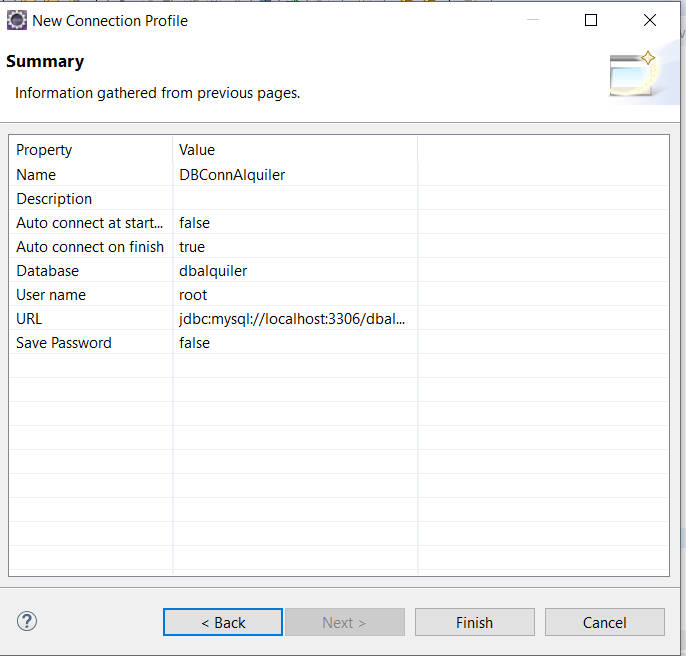 New Connection Profile
Summary
Information gathered from previous pages.
Property Value
Name DBConnAlquiler
Description
Auto connect at start... false
Auto connect on finish true
Database dbalquiler
User name root
URL jdbc:mysql://localhost:3306/dbal...
Save Password false
? < Back Next > Finish Cancel